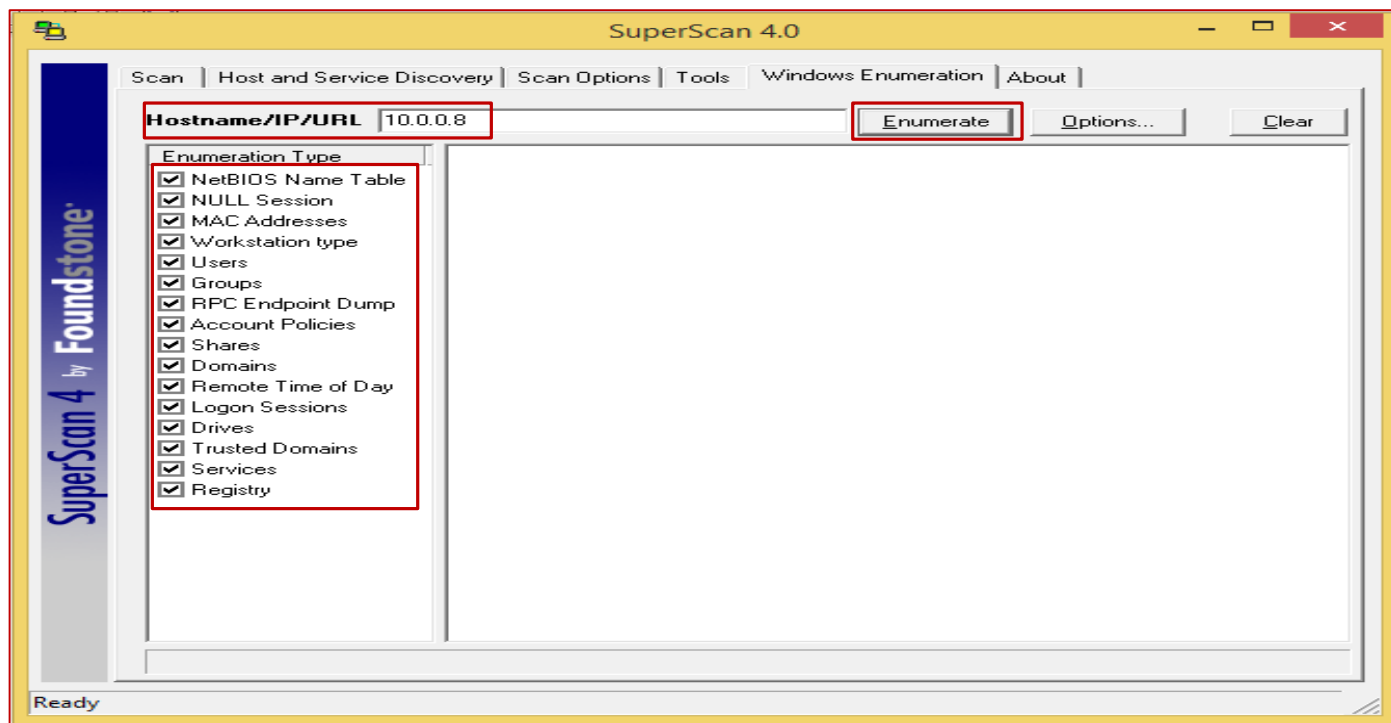 SuperScan 4.0
Scan Host and Service Discovery Scan Options Tools Windows Enumeration About
Hostname/IP/URL 10.0.0.8 Enumerate Options... Clear
Enumeration Type
NetBIOS Name Table
NULL Session
MAC Addresses
Workstation type
Users
Groups
RPC Endpoint Dump
Account Policies
Shares
Domains
Remote Time of Day
Logon Sessions
Drives
Trusted Domains
Services
Registry
SuperScan 4 by Foundstone
Ready